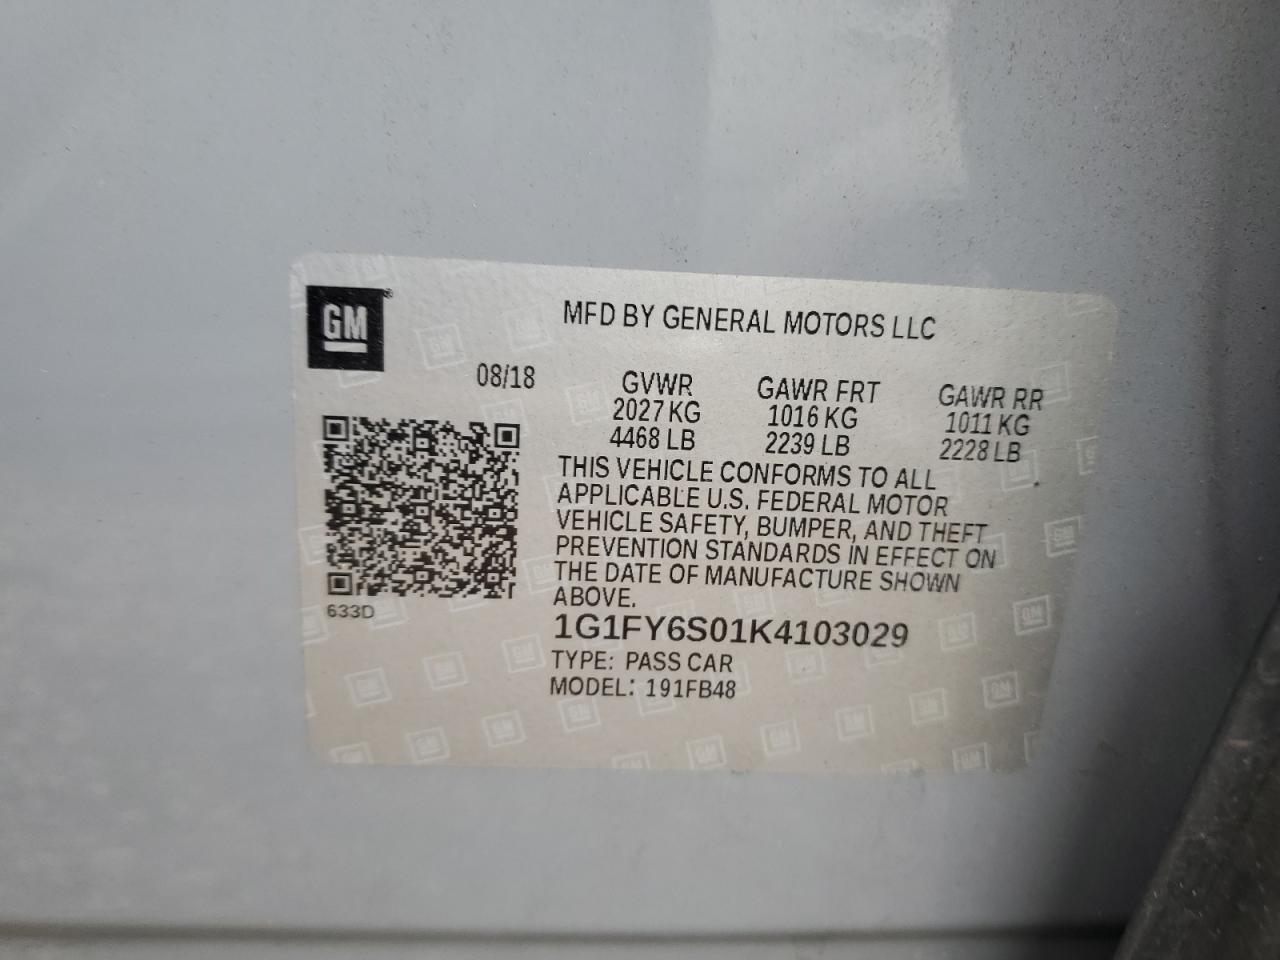 GM®
MFD BY GENERAL MOTORS LLC
08/18 GVWR GAWR FRT GAWR RR
2027 KG 1016 KG 1011 KG
4468 LB 2239 LB 2228 LB
THIS VEHICLE CONFORMS TO ALL
APPLICABLE U.S. FEDERAL MOTOR
VEHICLE SAFETY, BUMPER, AND THEFT
PREVENTION STANDARDS IN EFFECT ON
THE DATE OF MANUFACTURE SHOWN
ABOVE.
633D
1G1FY6S01K4103029
TYPE: PASS CAR
MODEL: 191FB48